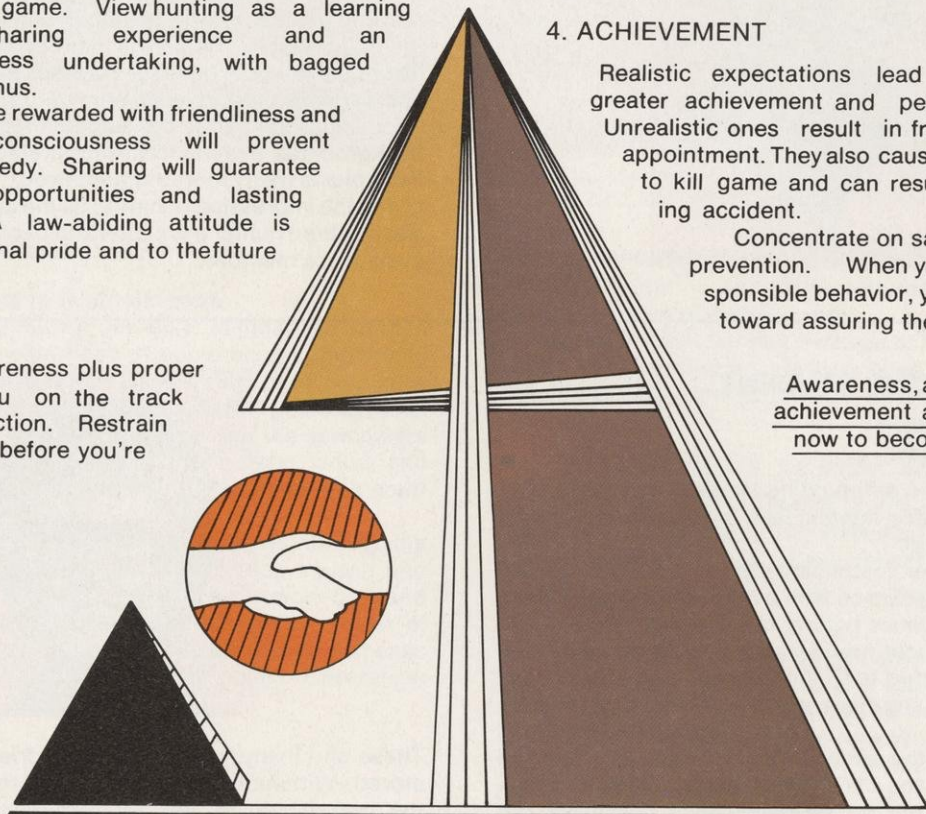 game. View hunting as a learning
haring experience and an
ess undertaking, with bagged
nus.
e rewarded with friendliness and
consciousness will prevent
edy. Sharing will guarantee
opportunities and lasting
law-abiding attitude is
nal pride and to thefuture
reness plus proper
u on the track
ction. Restrain
before you're
4. ACHIEVEMENT
Realistic expectations lead
greater achievement and pe
Unrealistic ones result in fr
appointment. They also caus
to kill game and can resu
ing accident.
Concentrate on sa
prevention. When y
sponsible behavior, y
toward assuring the
Awareness, a
achievement a
now to beco